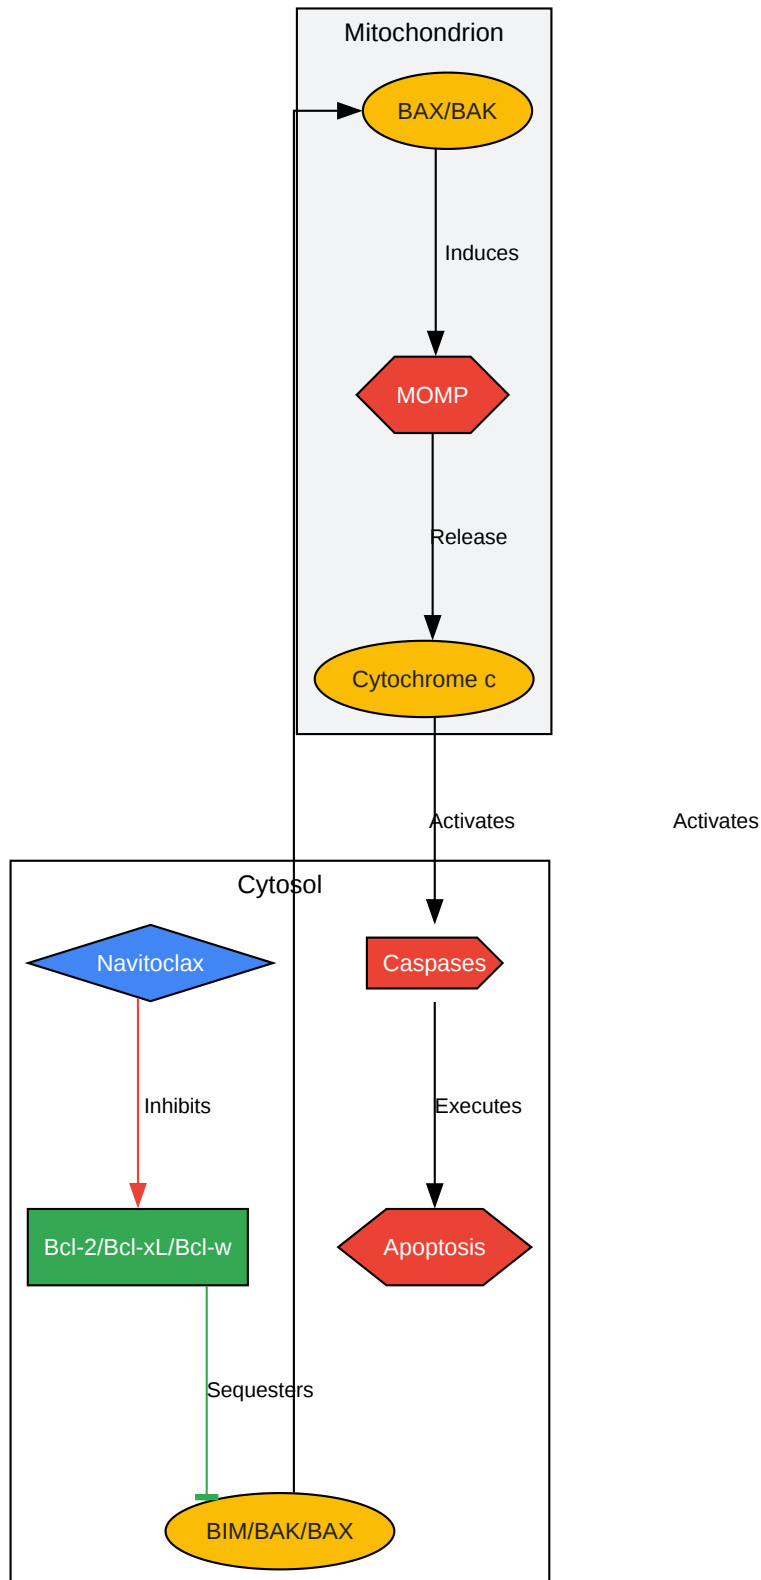 Mitochondrion
BAX/BAK
Induces
MOMP
Release
Cytochrome c
Activates
Activates
Cytosol
Navitoclax
Caspases
Inhibits
Executes
Bcl-2/Bcl-xL/Bcl-w
Apoptosis
Sequesters
BIM/BAK/BAX